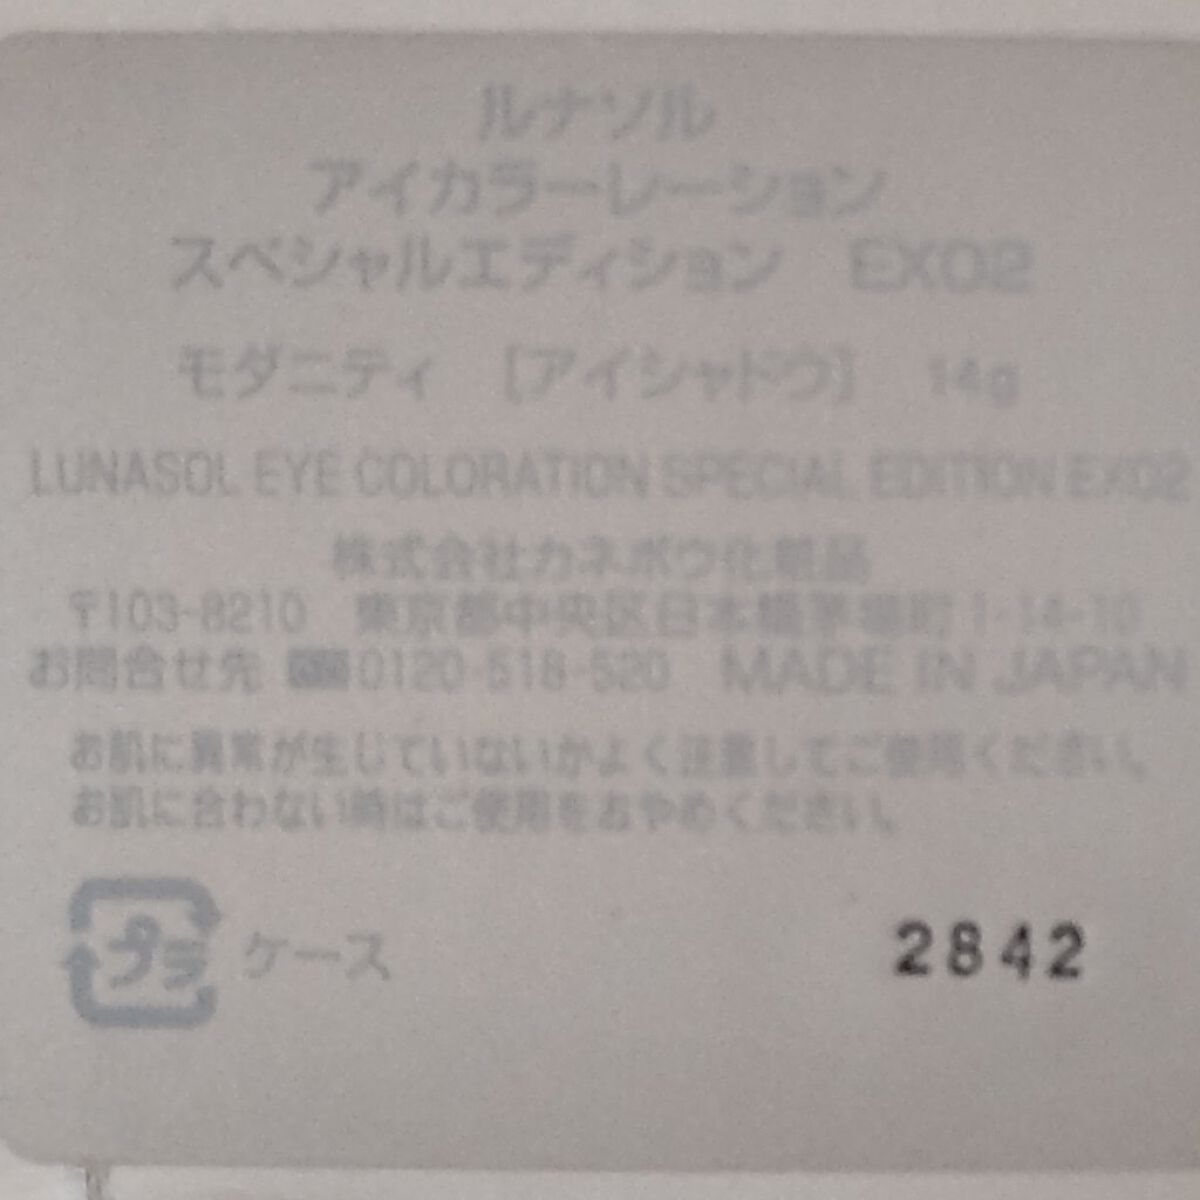 ルナソル
アイカラーレーション
スペシャルエディション EX02
モダニティ [アイシャドウ] 14g
LUNASOL EYE COLORATION SPECIAL EDITION EX02
株式会社カネボウ化粧品
〒103-8210 東京都中央区日本橋茅場町1-14-10
お問合せ先 0120-518-520 MADE IN JAPAN
お肌に異常が生じていないかよく注意してご使用ください。
お肌に合わない時はご使用をおやめください。
プラ ケース 2842